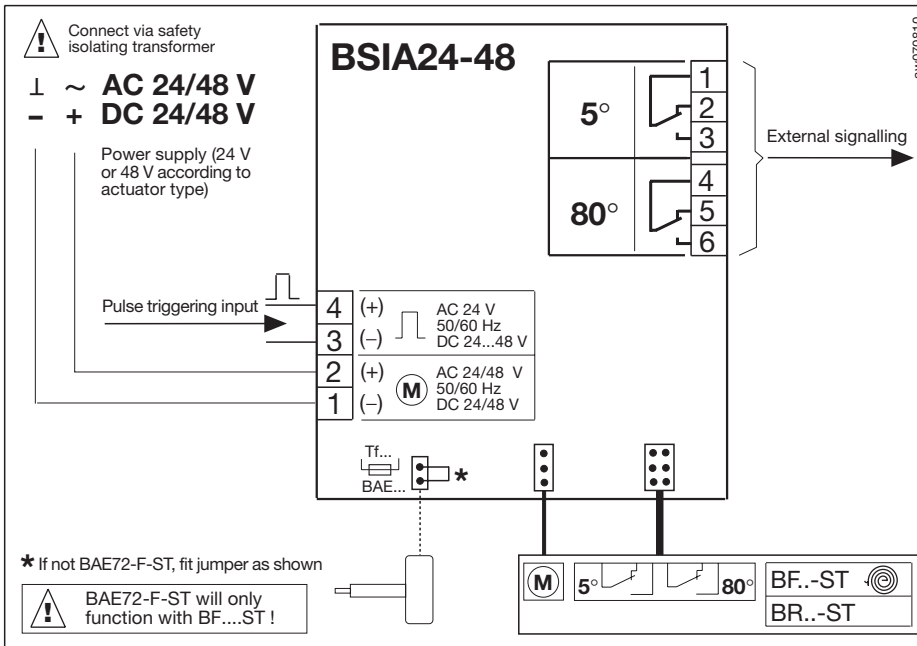 Connect via safety
isolating transformer
⊥ ~ AC 24/48 V
– + DC 24/48 V
Power supply (24 V
or 48 V according to
actuator type)
BSIA24-48
5°
1
2
3
80°
4
5
6
External signalling
Pulse triggering input
4 (+)
3 (–)
AC 24 V
50/60 Hz
DC 24...48 V
2 (+)
1 (–)
M
AC 24/48 V
50/60 Hz
DC 24/48 V
Tf...
BAE...
*
* If not BAE72-F-ST, fit jumper as shown
BAE72-F-ST will only
function with BF....ST !
M
5° 80°
BF..-ST
BR..-ST